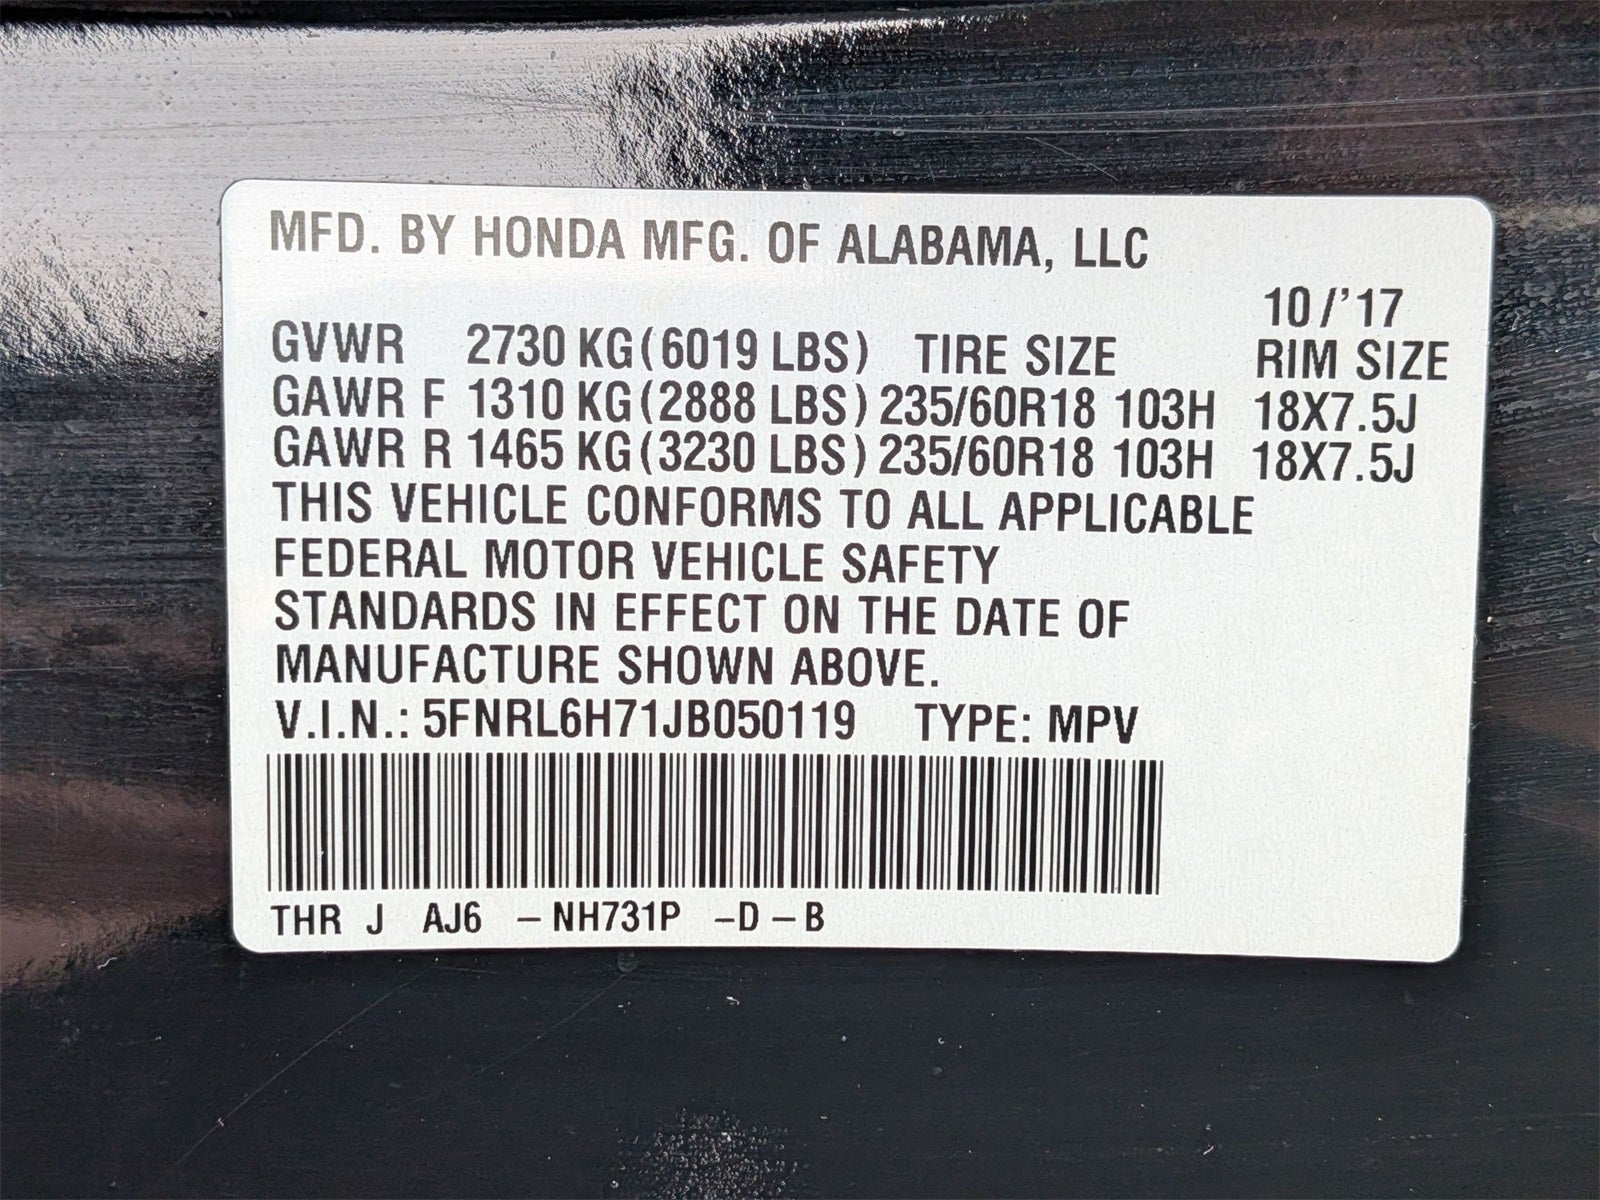 MFD. BY HONDA MFG. OF ALABAMA, LLC
10/'17
GVWR 2730 KG(6019 LBS) TIRE SIZE RIM SIZE
GAWR F 1310 KG(2888 LBS) 235/60R18 103H 18X7.5J
GAWR R 1465 KG(3230 LBS) 235/60R18 103H 18X7.5J
THIS VEHICLE CONFORMS TO ALL APPLICABLE
FEDERAL MOTOR VEHICLE SAFETY
STANDARDS IN EFFECT ON THE DATE OF
MANUFACTURE SHOWN ABOVE.
V.I.N.: 5FNRL6H71JB050119 TYPE: MPV
THR J AJ6 –NH731P –D–B